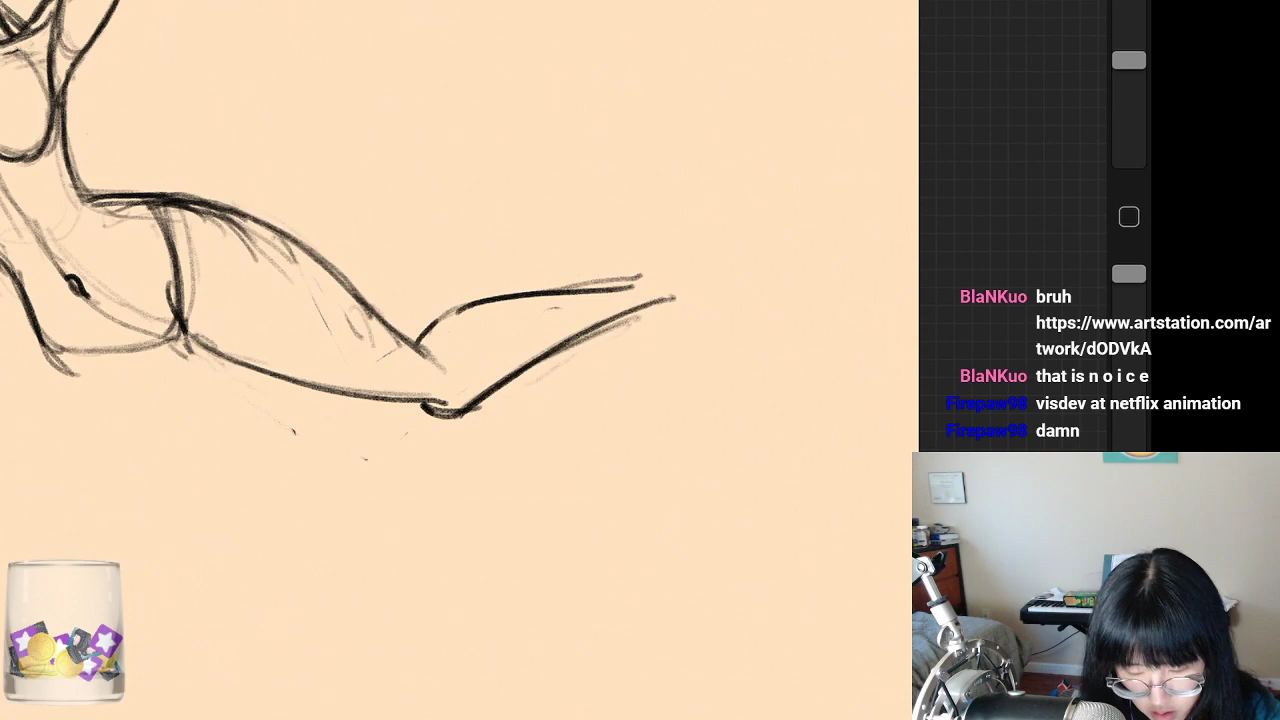 BlaNKuo bruh
https://www.artstation.com/ar
twork/dODVkA
BlaNKuo that is n o i c e
Firepaw98 visdev at netflix animation
Firepaw98 damn